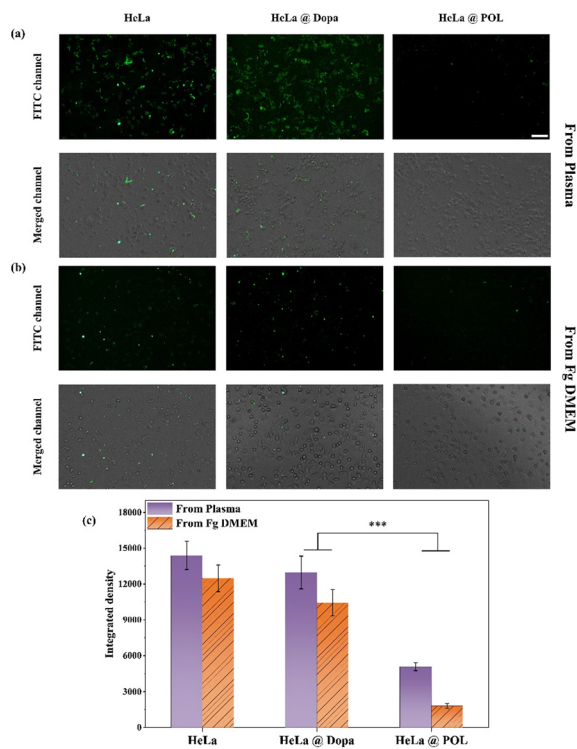 HeLa HeLa @ Dopa HeLa @ POL
(a)
FITC channel
Merged channel
From Plasma
(b)
FITC channel
Merged channel
From Fg DMEM
(c)
From Plasma
From Fg DMEM
***
Integrated density
18000
15000
12000
9000
6000
3000
0
HeLa HeLa @ Dopa HeLa @ POL